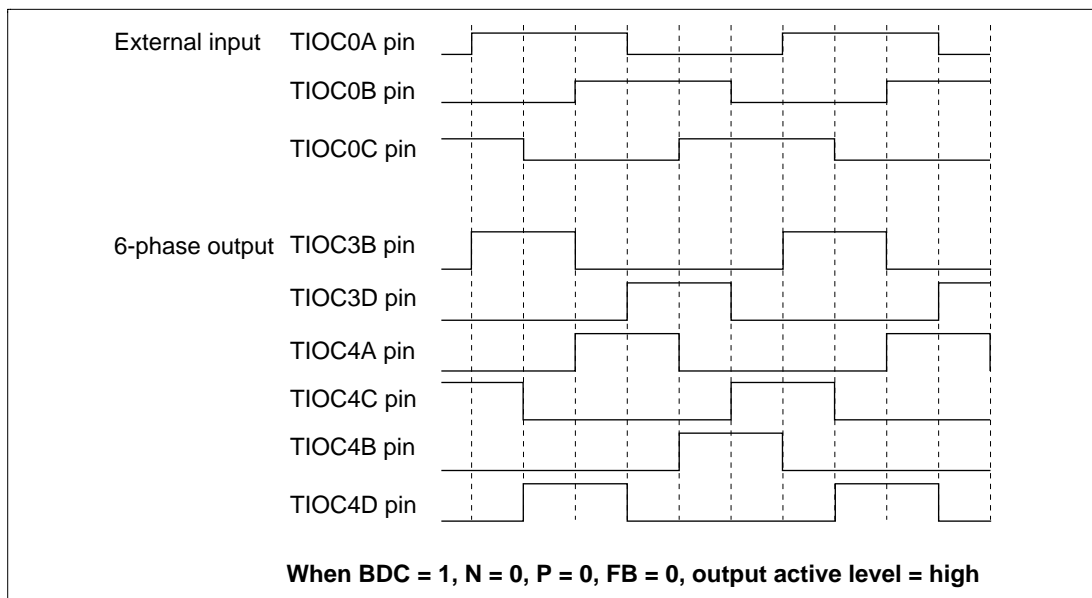 External input TIOC0A pin
TIOC0B pin
TIOC0C pin
6-phase output TIOC3B pin
TIOC3D pin
TIOC4A pin
TIOC4C pin
TIOC4B pin
TIOC4D pin
When BDC = 1, N = 0, P = 0, FB = 0, output active level = high